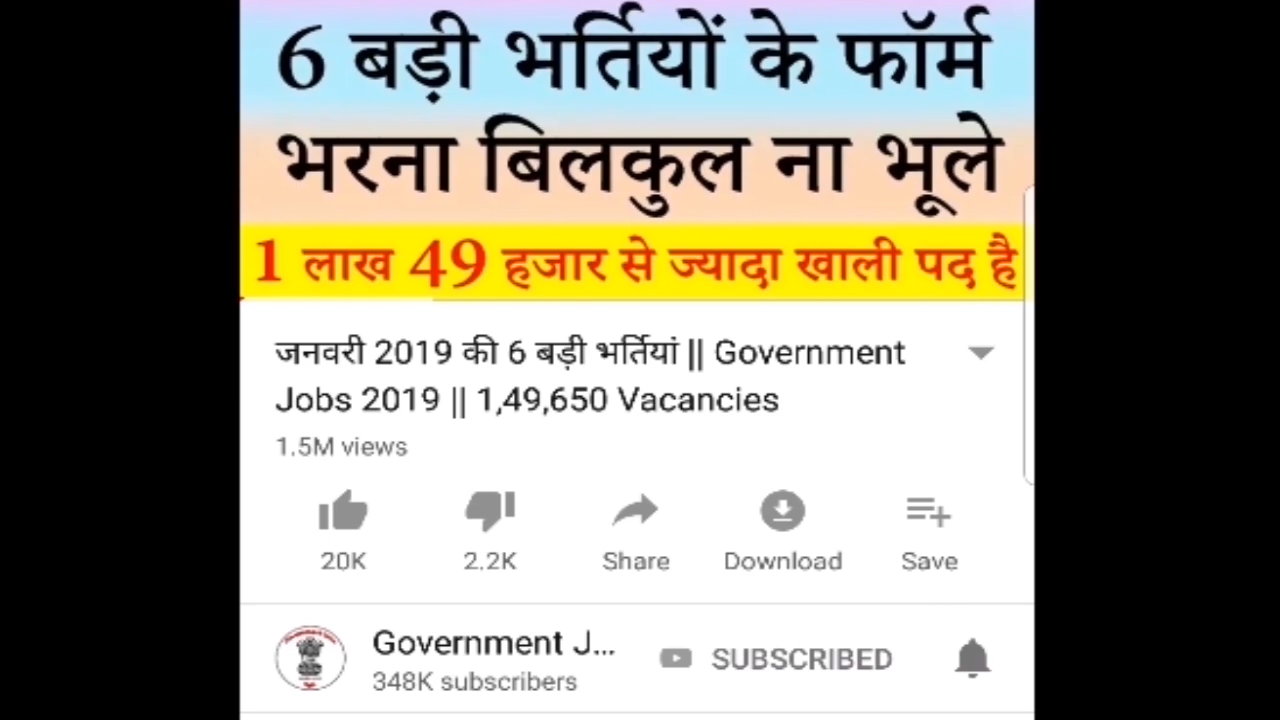 6 बड़ी भर्तियों के फॉर्म
भरना बिलकुल ना भूले
1 लाख 49 हजार से ज्यादा खाली पद है
जनवरी 2019 की 6 बड़ी भर्तियां || Government
Jobs 2019 || 1,49,650 Vacancies
1.5M views
20K 2.2K Share Download Save
Government J...
SUBSCRIBED
348K subscribers